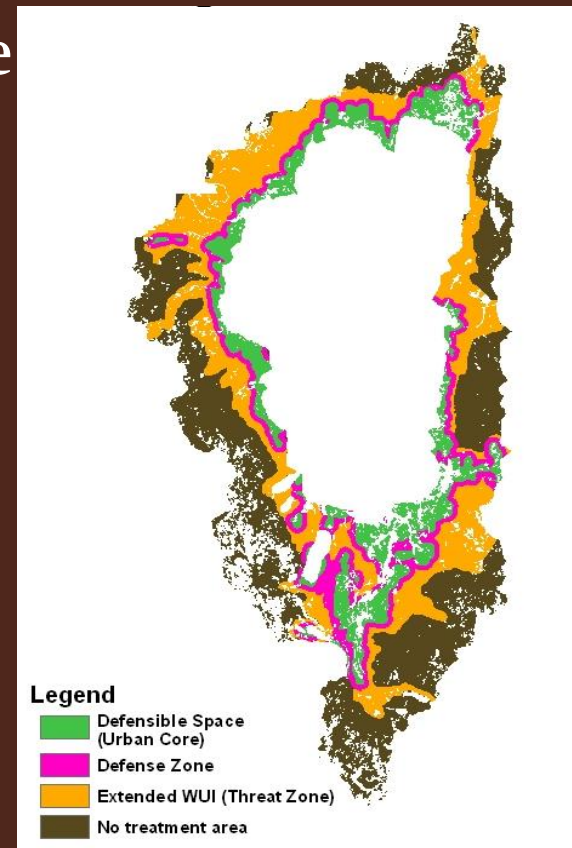 e
Legend
Defensible Space
(Urban Core)
Defense Zone
Extended WUI (Threat Zone)
No treatment area